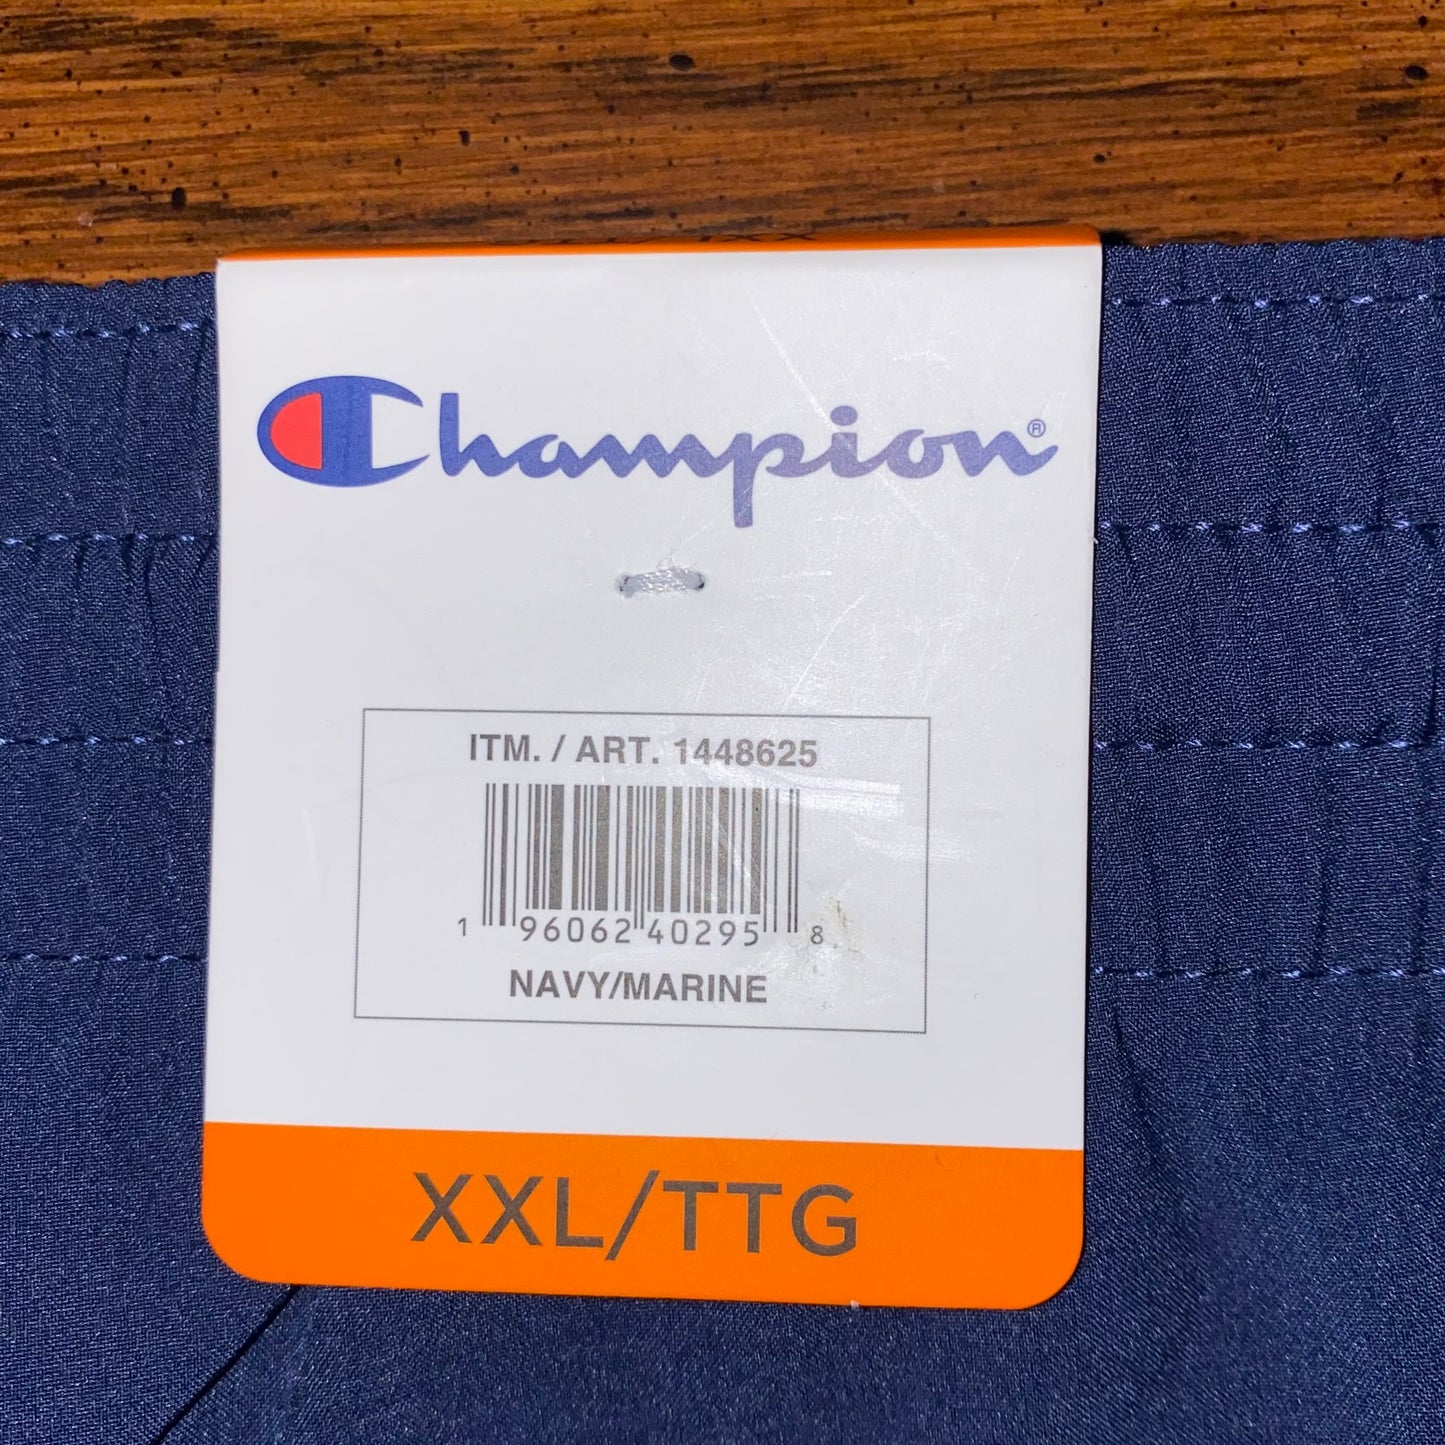 Champion®
ITM. / ART. 1448625
1 96062 40295 8
NAVY/MARINE
XXL/TTG